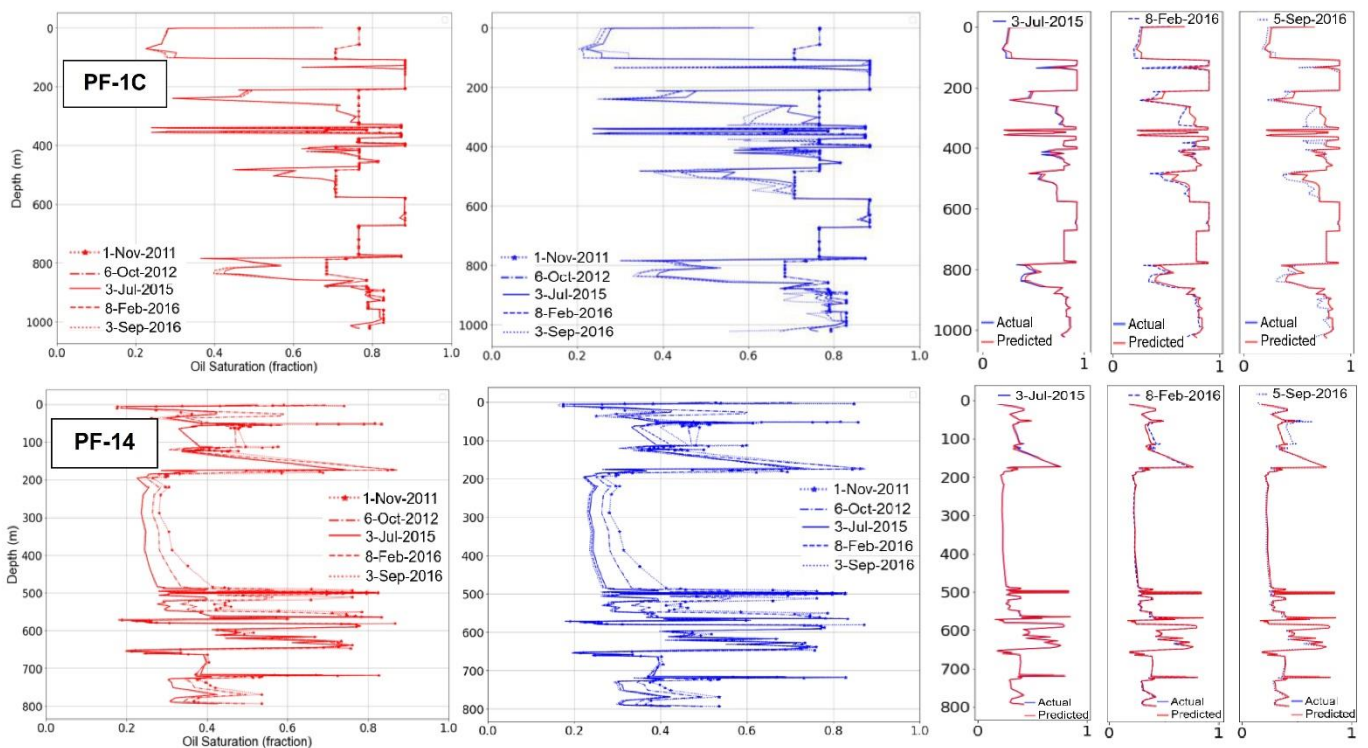 PF-1C
Depth (m)
0
200
400
600
800
1000
1-Nov-2011
6-Oct-2012
3-Jul-2015
8-Feb-2016
3-Sep-2016
0.0 0.2 0.4 0.6 0.8 1.0
Oil Saturation (fraction)
0
200
400
600
800
1000
1-Nov-2011
6-Oct-2012
3-Jul-2015
8-Feb-2016
3-Sep-2016
0.0 0.2 0.4 0.6 0.8 1.0
0
200
400
600
800
1000
3-Jul-2015
Actual
Predicted
0 1
8-Feb-2016
Actual
Predicted
0 1
5-Sep-2016
Actual
Predicted
0 1
PF-14
Depth (m)
0
100
200
300
400
500
600
700
800
1-Nov-2011
6-Oct-2012
3-Jul-2015
8-Feb-2016
3-Sep-2016
0.0 0.2 0.4 0.6 0.8 1.0
Oil Saturation (fraction)
0
100
200
300
400
500
600
700
800
1-Nov-2011
6-Oct-2012
3-Jul-2015
8-Feb-2016
3-Sep-2016
0.0 0.2 0.4 0.6 0.8 1.0
0
100
200
300
400
500
600
700
800
3-Jul-2015
Actual
Predicted
0 1
8-Feb-2016
Actual
Predicted
0 1
5-Sep-2016
Actual
Predicted
0 1